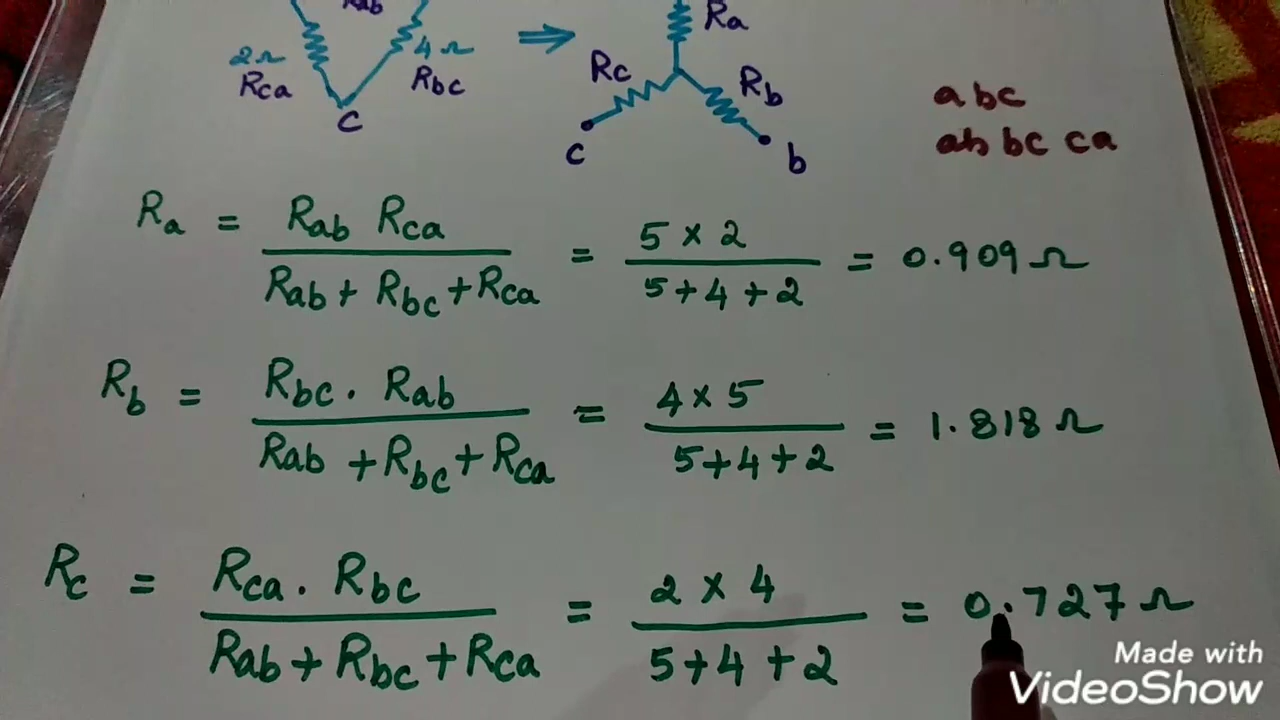 Rab
Ra
2Ω 4Ω
Rca Rbc
Rc Rb
c
c b
abc
ab bc ca
Ra = Rab Rca / Rab + Rbc + Rca = 5 × 2 / 5+4+2 = 0.909 Ω
Rb = Rbc . Rab / Rab + Rbc + Rca = 4 × 5 / 5+4+2 = 1.818 Ω
Rc = Rca . Rbc / Rab + Rbc + Rca = 2 × 4 / 5+4+2 = 0.727 Ω
Made with
VideoShow